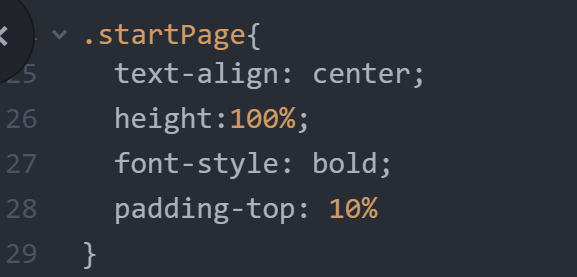 .startPage{
25 text-align: center;
26 height:100%;
27 font-style: bold;
28 padding-top: 10%
29 }